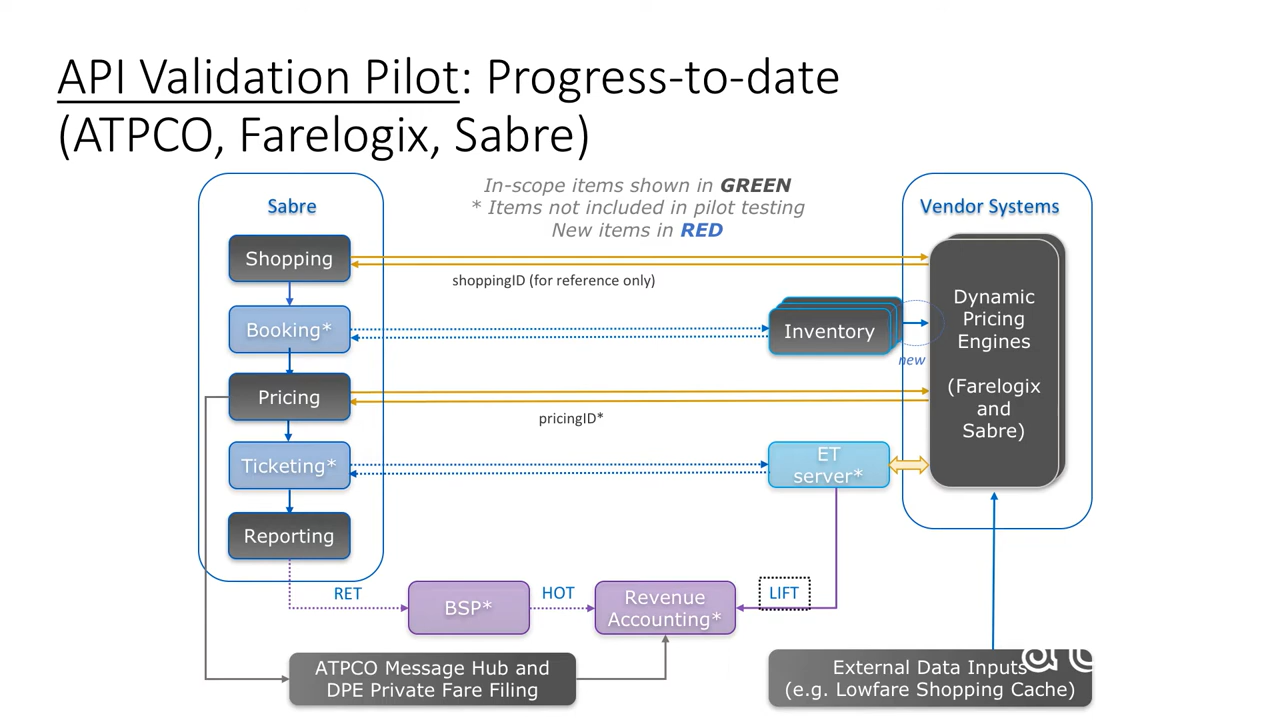 API Validation Pilot: Progress-to-date
(ATPCO, Farelogix, Sabre)
In-scope items shown in GREEN
* Items not included in pilot testing
New items in RED
Sabre
Vendor Systems
Shopping
shoppingID (for reference only)
Booking*
Inventory
new
Dynamic
Pricing
Engines
(Farelogix
and
Sabre)
Pricing
pricingID*
Ticketing*
ET
server*
Reporting
RET
BSP*
HOT
Revenue
Accounting*
LIFT
ATPCO Message Hub and
DPE Private Fare Filing
External Data Inputs
(e.g. Lowfare Shopping Cache)